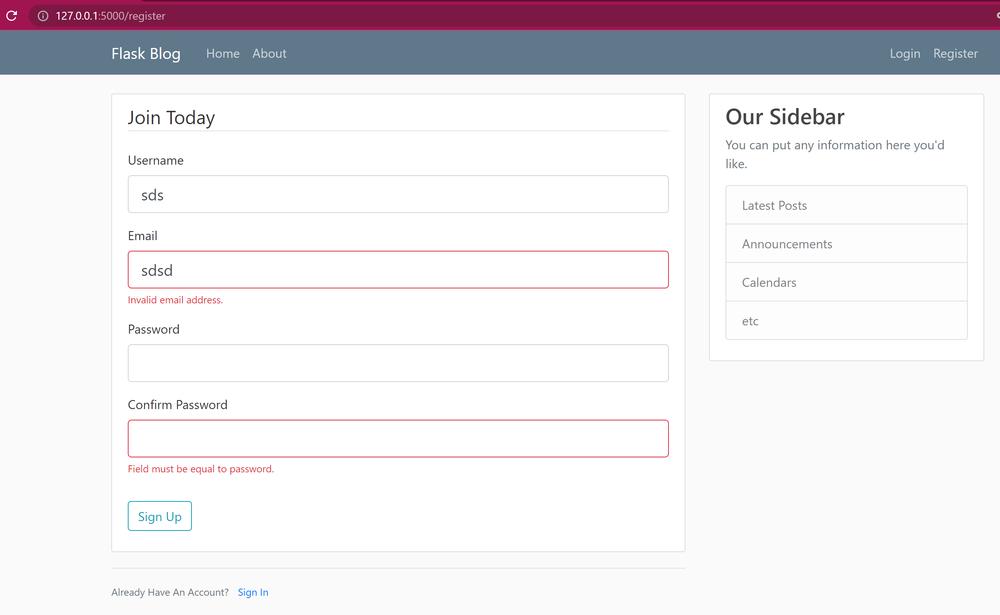 127.0.0.1:5000/register
Flask Blog Home About Login Register
Join Today
Username
sds
Email
sdsd
Invalid email address.
Password
Confirm Password
Field must be equal to password.
Sign Up
Already Have An Account? Sign In
Our Sidebar
You can put any information here you'd
like.
Latest Posts
Announcements
Calendars
etc